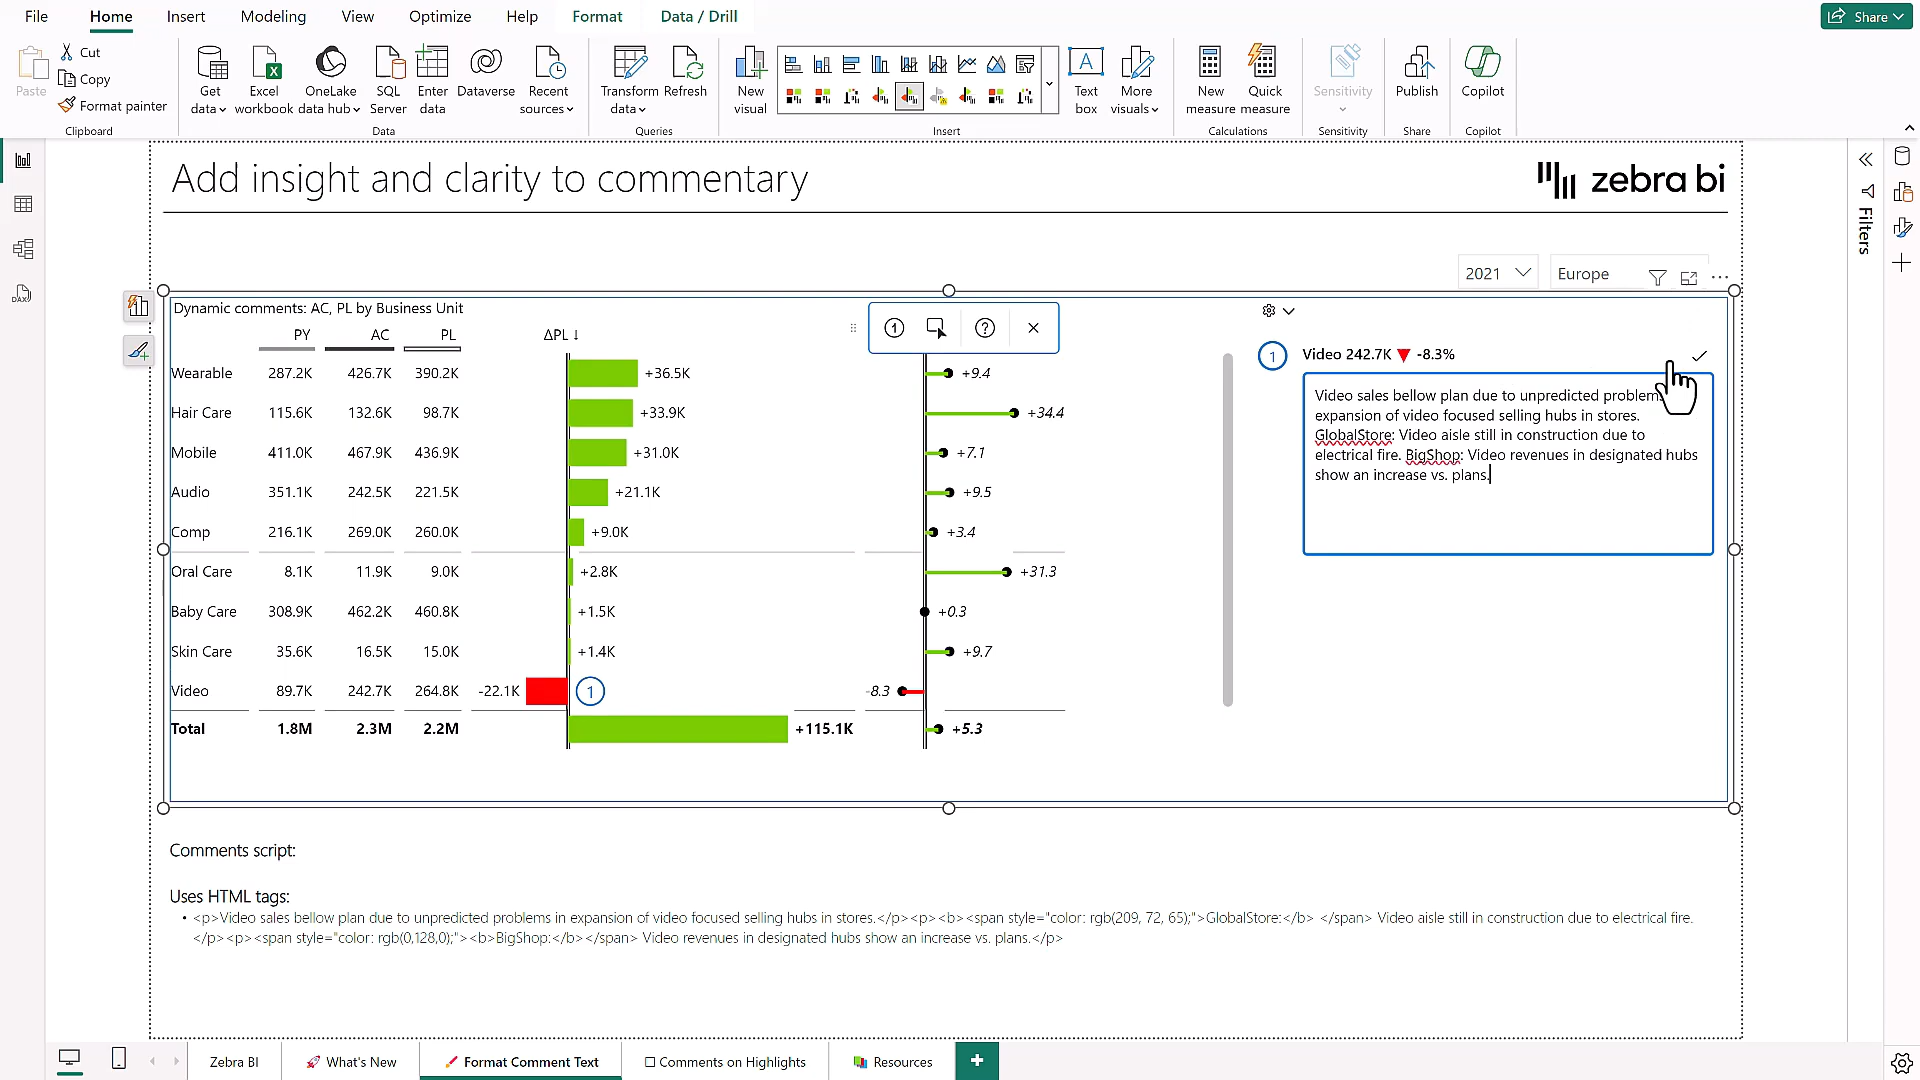 File Home Insert Modeling View Optimize Help Format Data / Drill Share
Paste Cut Copy Format painter
Get data Excel workbook OneLake data hub SQL Server Enter data Dataverse Recent sources Transform data Refresh New visual Text box More visuals New measure Quick measure Sensitivity Publish Copilot
Clipboard Data Queries Insert Calculations Sensitivity Share Copilot
Add insight and clarity to commentary zebra bi
Filters
DAX
2021 Europe
Dynamic comments: AC, PL by Business Unit
PY AC PL ΔPL ↓
1 ?
Wearable 287.2K 426.7K 390.2K +36.5K +9.4
Hair Care 115.6K 132.6K 98.7K +33.9K +34.4
Mobile 411.0K 467.9K 436.9K +31.0K +7.1
Audio 351.1K 242.5K 221.5K +21.1K +9.5
Comp 216.1K 269.0K 260.0K +9.0K +3.4
Oral Care 8.1K 11.9K 9.0K +2.8K +31.3
Baby Care 308.9K 462.2K 460.8K +1.5K +0.3
Skin Care 35.6K 16.5K 15.0K +1.4K +9.7
Video 89.7K 242.7K 264.8K -22.1K 1 -8.3
Total 1.8M 2.3M 2.2M +115.1K +5.3
1 Video 242.7K ▼ -8.3%
Video sales bellow plan due to unpredicted problem
expansion of video focused selling hubs in stores.
GlobalStore: Video aisle still in construction due to
electrical fire. BigShop: Video revenues in designated hubs
show an increase vs. plans.
Comments script:
Uses HTML tags:
• <p>Video sales bellow plan due to unpredicted problems in expansion of video focused selling hubs in stores.</p><p><b><span style="color: rgb(209, 72, 65);">GlobalStore:</b> </span> Video aisle still in construction due to electrical fire.
</p><p><span style="color: rgb(0,128,0);"><b>BigShop:</b></span> Video revenues in designated hubs show an increase vs. plans.</p>
Zebra BI What's New Format Comment Text Comments on Highlights Resources +